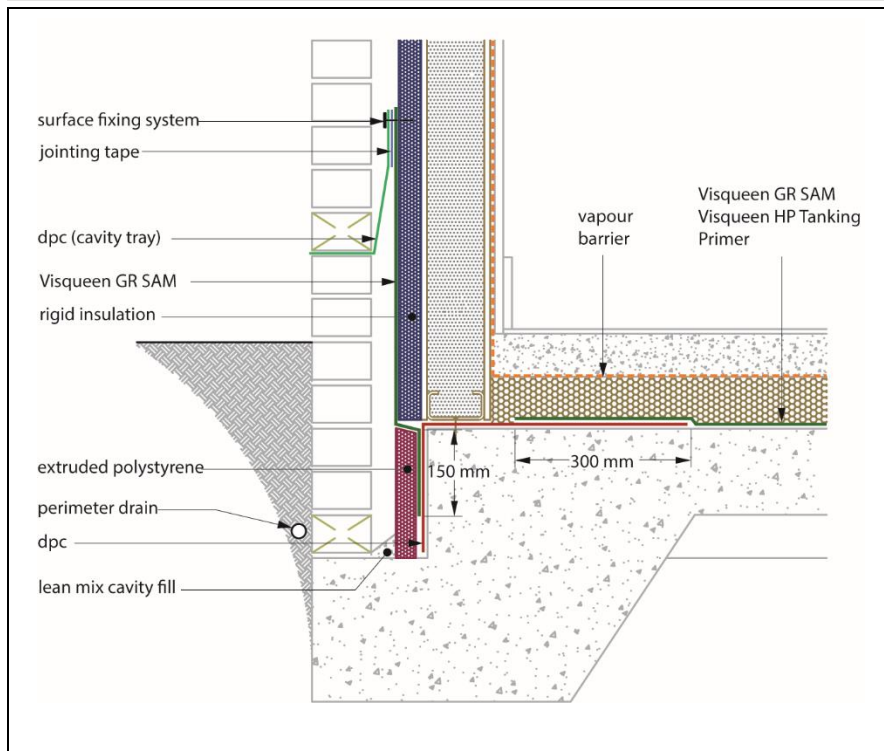 surface fixing system
jointing tape
dpc (cavity tray)
Visqueen GR SAM
rigid insulation
extruded polystyrene
perimeter drain
dpc
lean mix cavity fill
150 mm
300 mm
vapour
barrier
Visqueen GR SAM
Visqueen HP Tanking
Primer